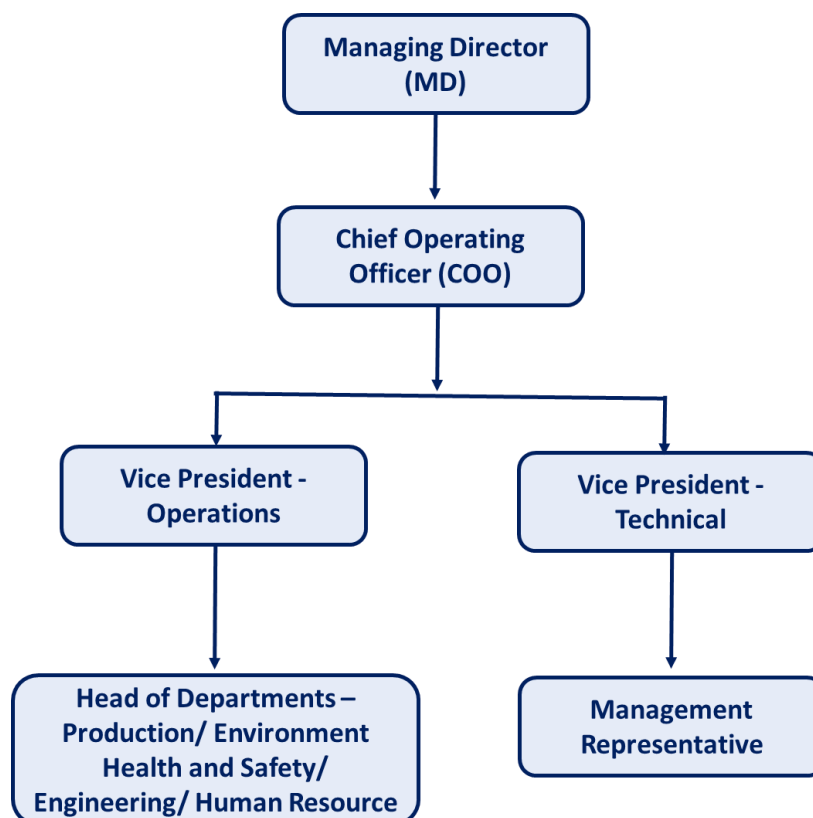 Managing Director
(MD)
Chief Operating
Officer (COO)
Vice President -
Operations
Vice President -
Technical
Head of Departments –
Production/ Environment
Health and Safety/
Engineering/ Human Resource
Management
Representative